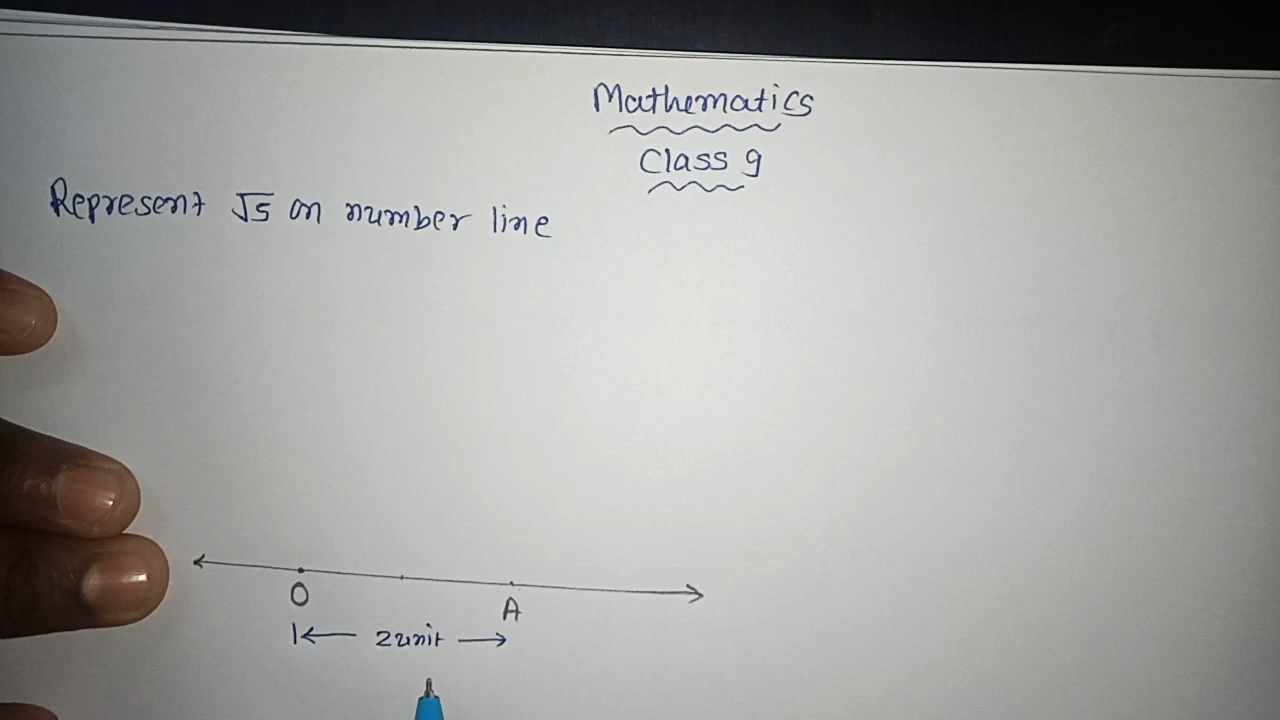 Mathematics
Class 9
Represent √5 on number line
O
A
2unit